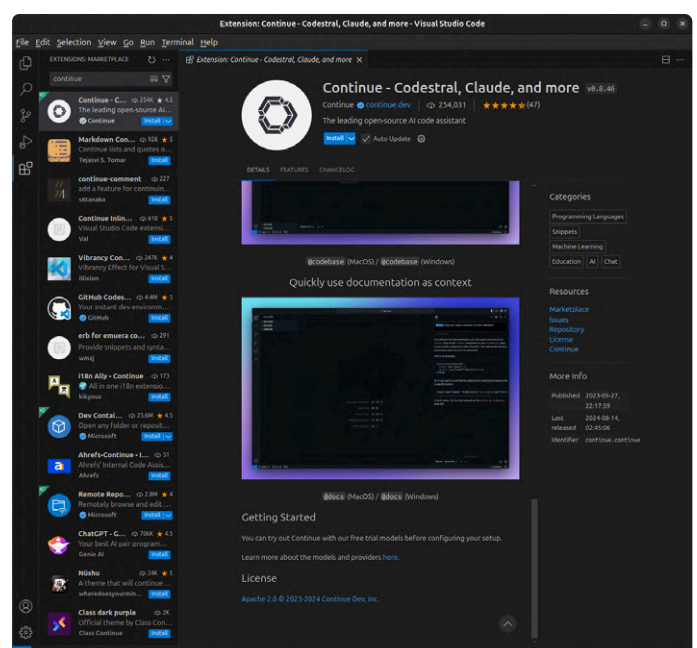 Extension: Continue - Codestral, Claude, and more - Visual Studio Code
File Edit Selection View Go Run Terminal Help
EXTENSIONS: MARKETPLACE
continue
Continue - C... 254K ★ 4.5
The leading open-source AI...
Continue Install
Markdown Con... 928 ★ 5
Continue lists and quotes o...
Tejasvi S. Tomar Install
continue-comment 227
add a feature for continuin...
s8tanaka Install
Continue Inlin... 610 ★ 5
Visual Studio Code extensi...
Val Install
Vibrancy Con... 247K ★ 4
Vibrancy Effect for Visual S...
illixion Install
GitHub Codes... 4.4M ★ 5
Your instant dev environm...
GitHub Install
erb for emuera co... 291
Provide snippets and synta...
wmzj Install
i18n Ally • Continue 173
🌍 All in one i18n extensio...
kikyous Install
Dev Contai... 25.6M ★ 4.5
Open any folder or reposit...
Microsoft Install
Ahrefs-Continue • I... 51
Ahrefs' Internal Code Assis...
Ahrefs Install
Remote Repo... 2.8M ★ 4
Remotely browse and edit ...
Microsoft Install
ChatGPT - G... 706K ★ 4.5
Your best AI pair program...
Genie AI Install
Nūshu 24K ★ 5
A theme that will continue ...
wheredoesyourmin... Install
Class dark purple 2K
Official theme by Class Con...
Class Continue Install
Extension: Continue - Codestral, Claude, and more ×
Continue - Codestral, Claude, and more v0.8.46
Continue continue.dev | 254,031 | ★★★★★(47)
The leading open-source AI code assistant
Install Auto Update
DETAILS FEATURES CHANGELOG
@codebase (MacOS) / @codebase (Windows)
Quickly use documentation as context
@docs (MacOS) / @docs (Windows)
Getting Started
You can try out Continue with our free trial models before configuring your setup.
Learn more about the models and providers here.
License
Apache 2.0 © 2023-2024 Continue Dev, Inc.
Categories
Programming Languages
Snippets
Machine Learning
Education AI Chat
Resources
Marketplace
Issues
Repository
License
Continue
More Info
Published 2023-05-27, 22:17:59
Last released 2024-08-14, 02:45:06
Identifier continue.continue